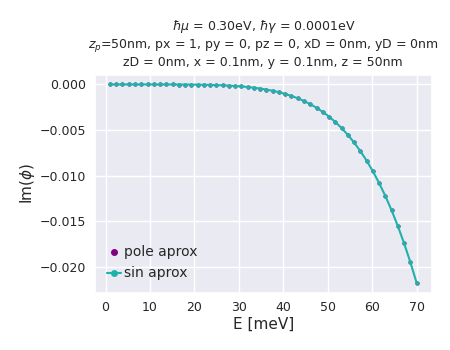 ℏμ = 0.30eV, ℏγ = 0.0001eV
z_p=50nm, px = 1, py = 0, pz = 0, xD = 0nm, yD = 0nm
zD = 0nm, x = 0.1nm, y = 0.1nm, z = 50nm
0.000
−0.005
−0.010
−0.015
−0.020
Im(ϕ)
pole aprox
sin aprox
0 10 20 30 40 50 60 70
E [meV]